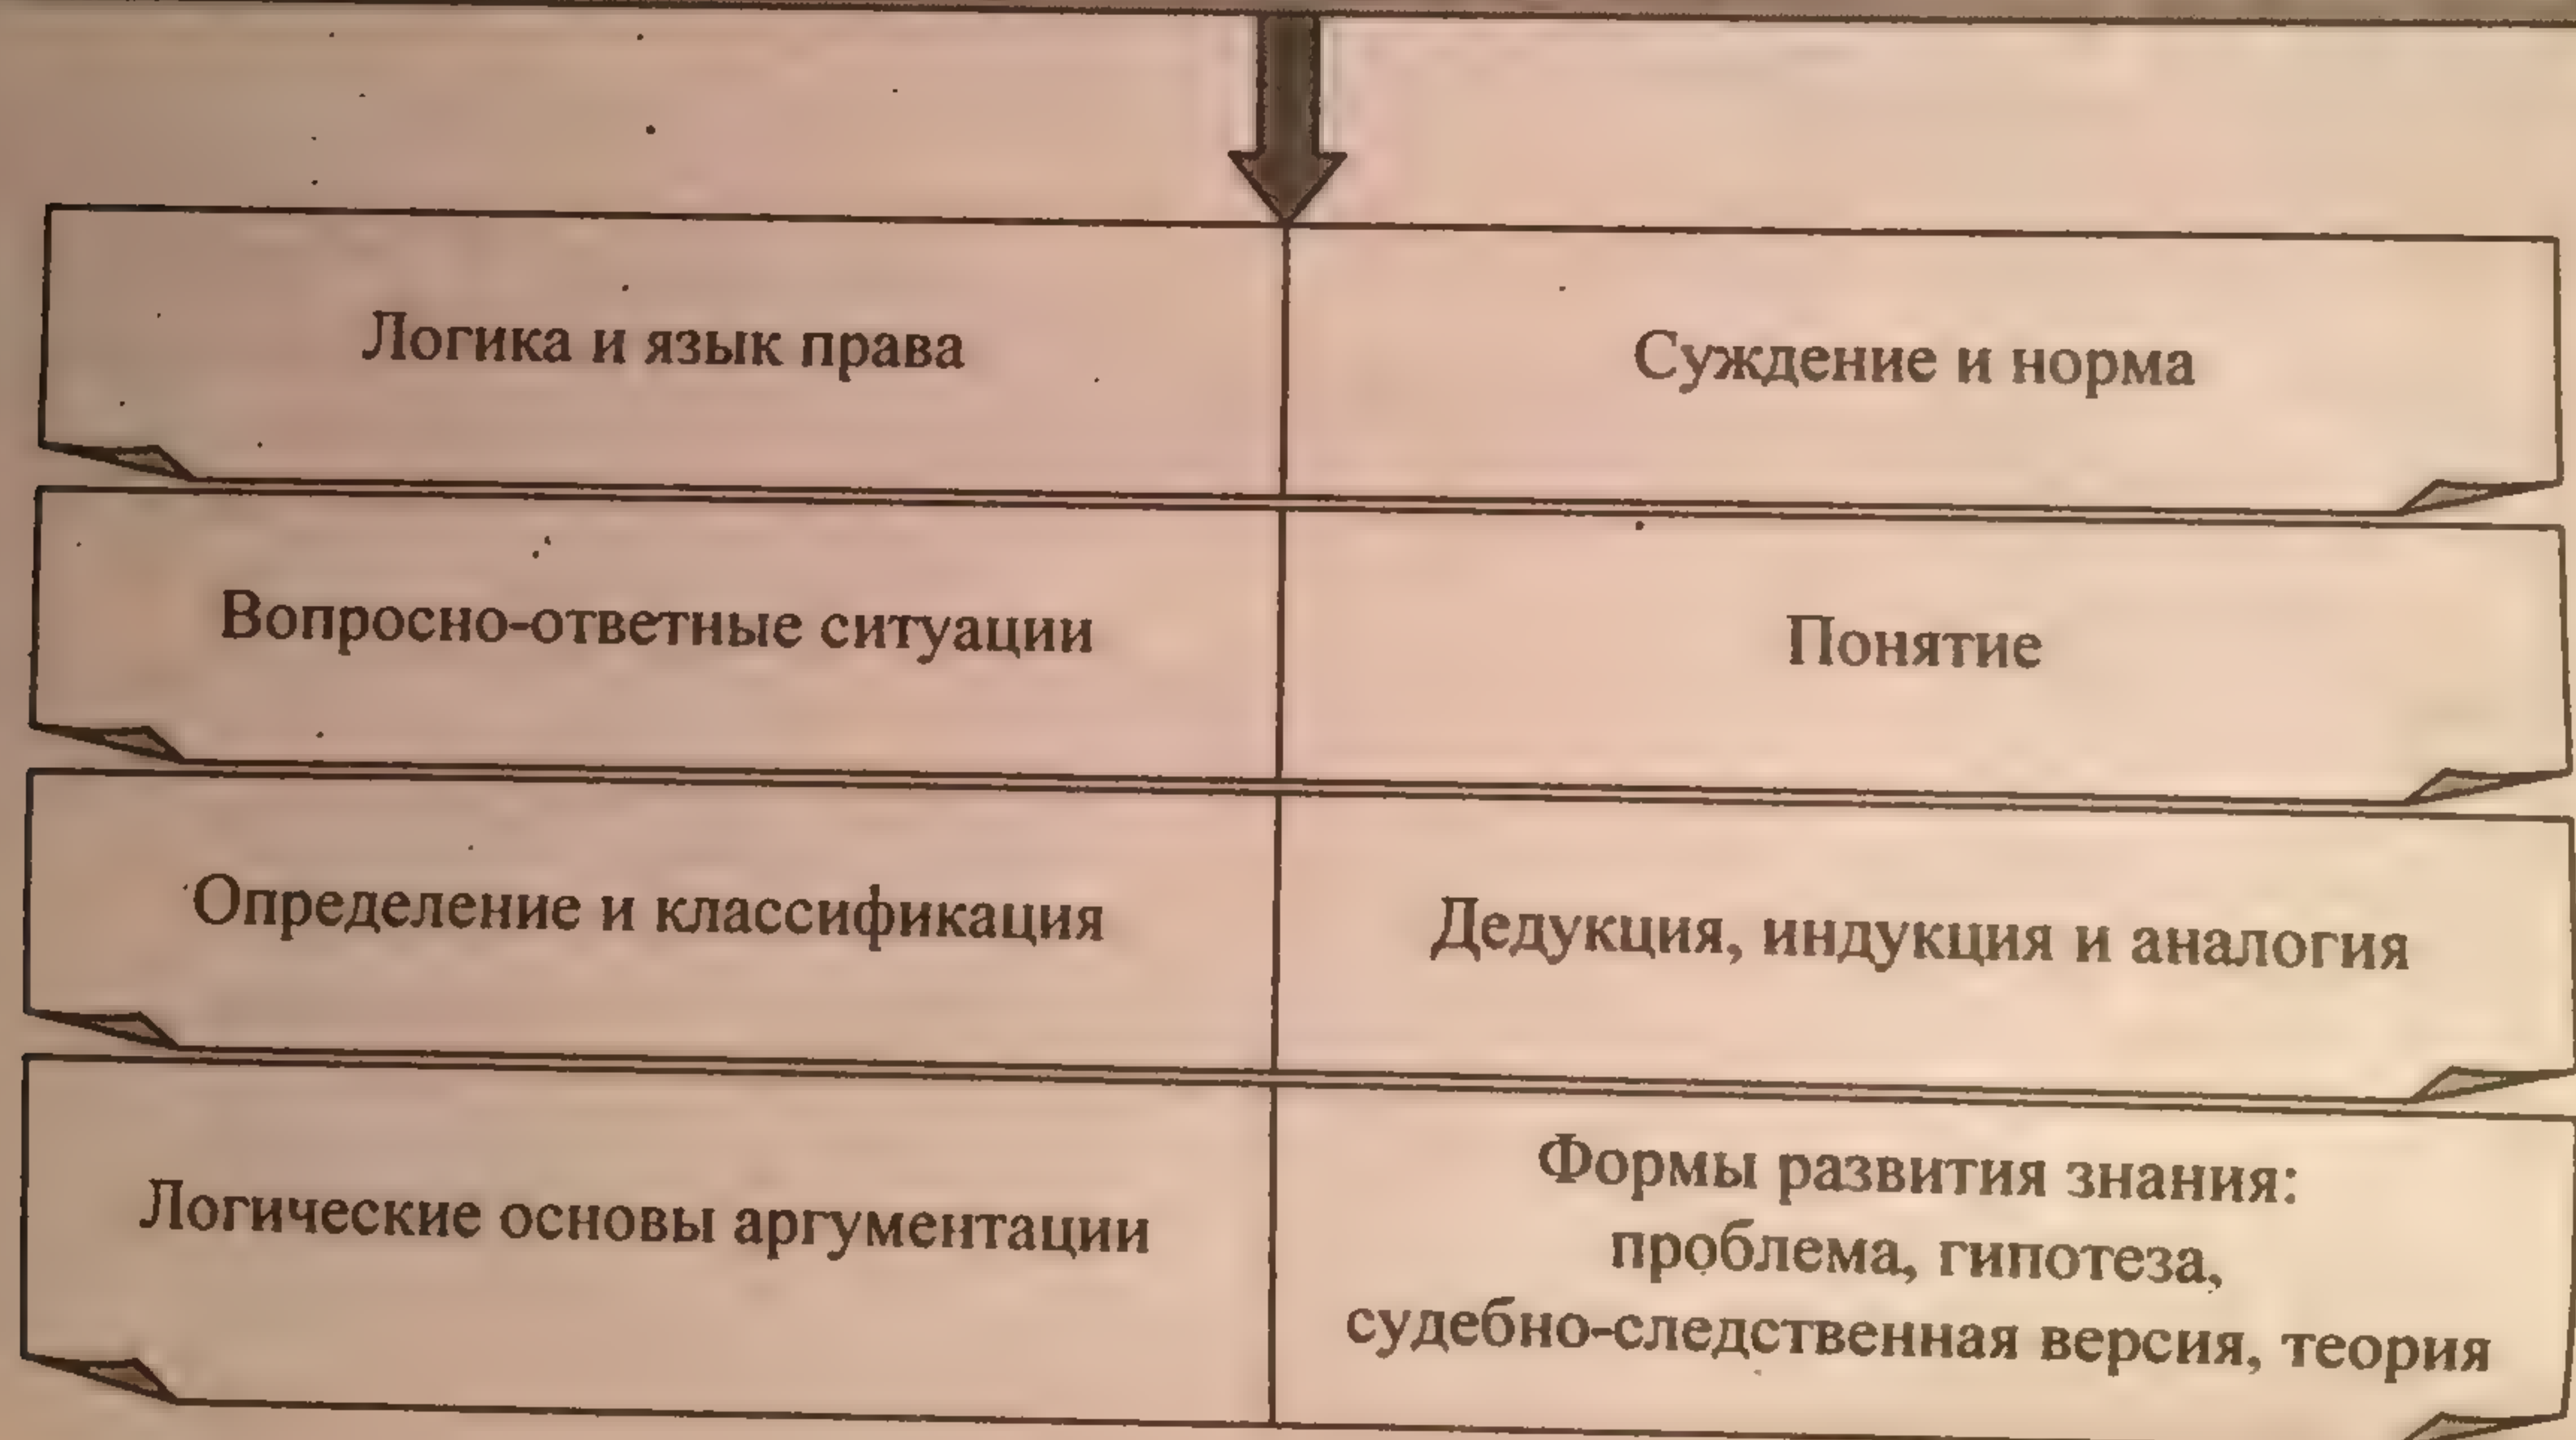 Логика и язык права
Суждение и норма
Вопросно-ответные ситуации
Понятие
Определение и классификация
Дедукция, индукция и аналогия
Логические основы аргументации
Формы развития знания:
проблема, гипотеза,
судебно-следственная версия, теория